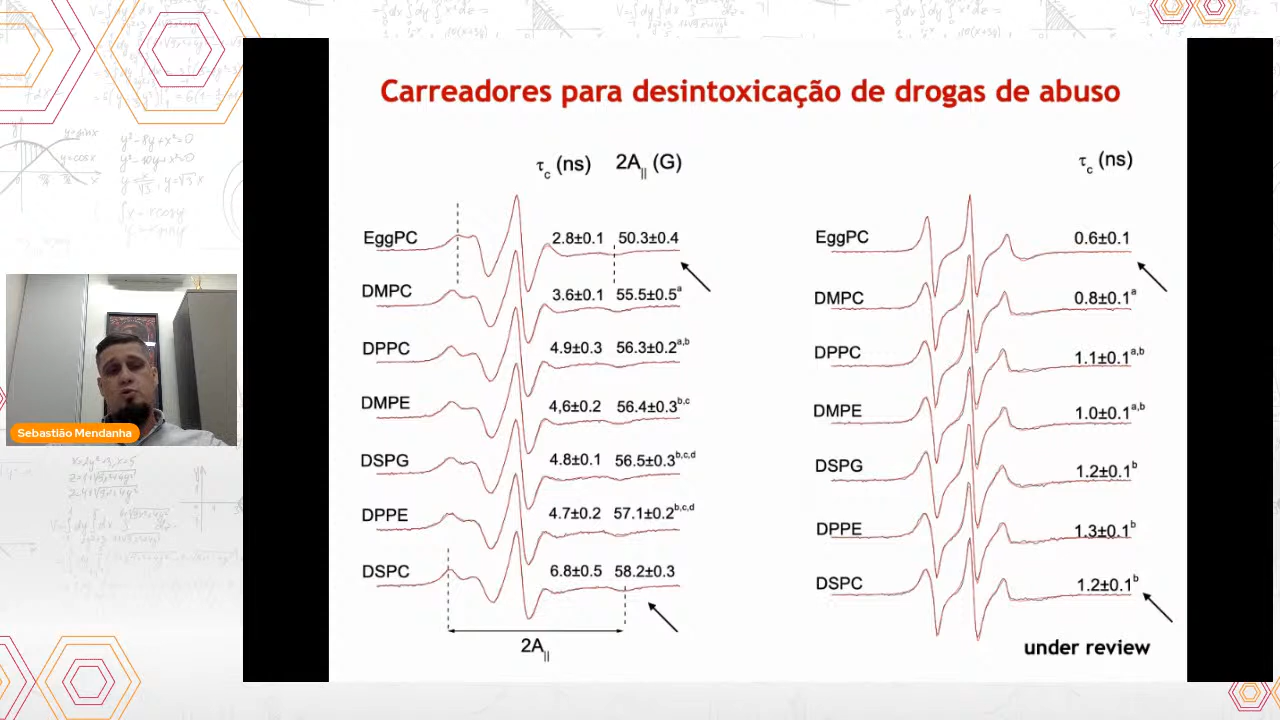 Carreadores para desintoxicação de drogas de abuso
τc (ns) 2A|| (G)
EggPC 2.8±0.1 50.3±0.4
DMPC 3.6±0.1 55.5±0.5a
DPPC 4.9±0.3 56.3±0.2a,b
DMPE 4,6±0.2 56.4±0.3b,c
DSPG 4.8±0.1 56.5±0.3b,c,d
DPPE 4.7±0.2 57.1±0.2b,c,d
DSPC 6.8±0.5 58.2±0.3
2A||
τc (ns)
EggPC 0.6±0.1
DMPC 0.8±0.1a
DPPC 1.1±0.1a,b
DMPE 1.0±0.1a,b
DSPG 1.2±0.1b
DPPE 1.3±0.1b
DSPC 1.2±0.1b
under review
Sebastião Mendanha